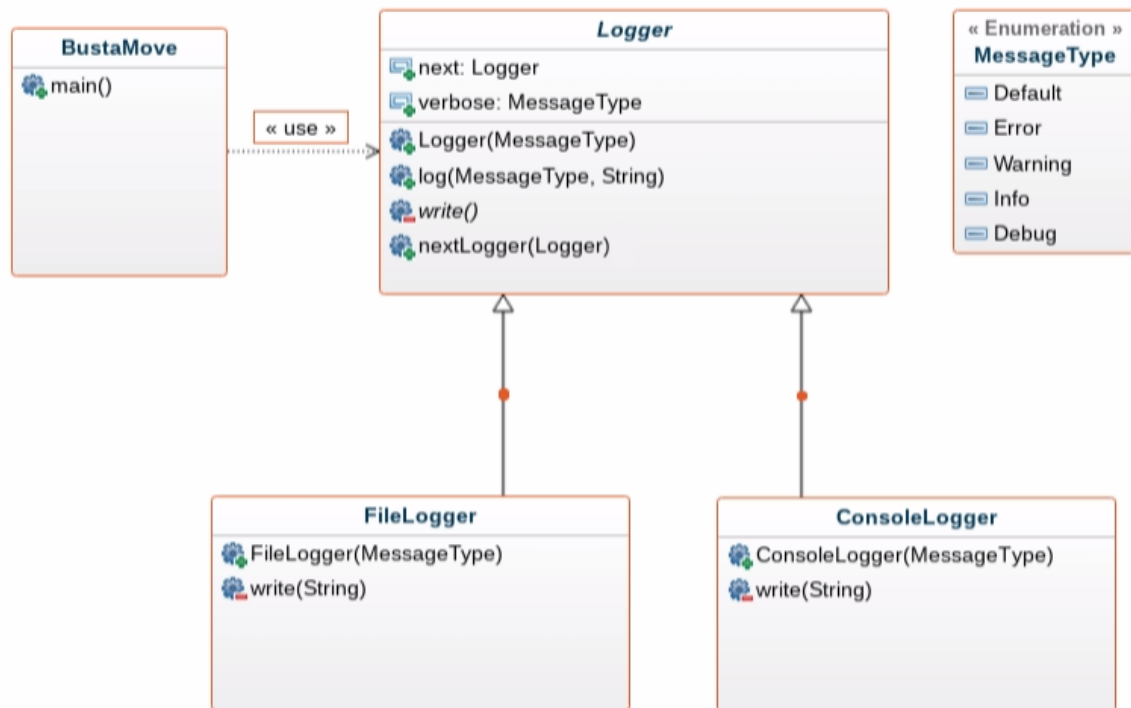 BustaMove
main()
« use »
Logger
next: Logger
verbose: MessageType
Logger(MessageType)
log(MessageType, String)
write()
nextLogger(Logger)
« Enumeration »
MessageType
Default
Error
Warning
Info
Debug
FileLogger
FileLogger(MessageType)
write(String)
ConsoleLogger
ConsoleLogger(MessageType)
write(String)